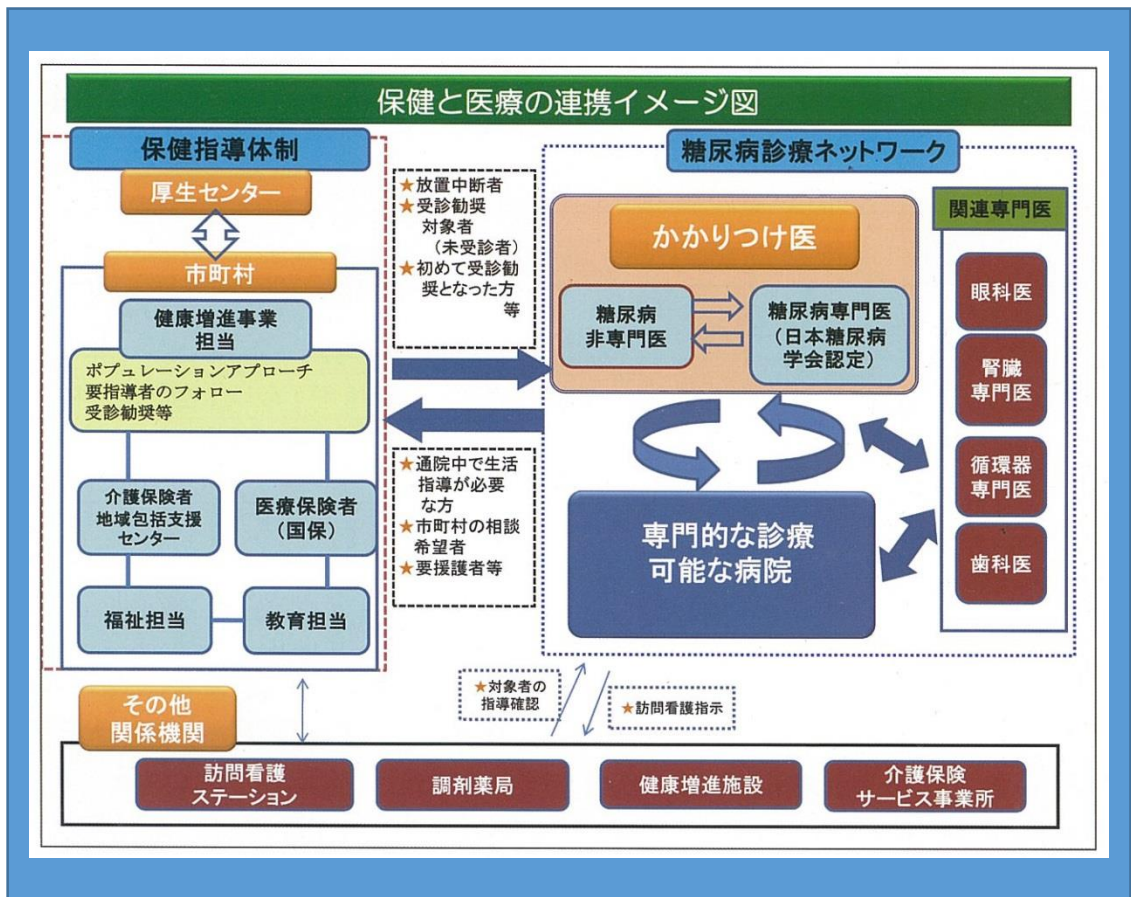 保健と医療の連携イメージ図
保健指導体制
厚生センター
市町村
健康増進事業
担当
ポピュレーションアプローチ
要指導者のフォロー
受診勧奨等
介護保険者
地域包括支援
センター
医療保険者
(国保)
福祉担当
教育担当
★放置中断者
★受診勧奨
対象者
(未受診者)
★初めて受診勧
奨となった方
等
★通院中で生活
指導が必要
な方
★市町村の相談
希望者
★要援護者等
糖尿病診療ネットワーク
かかりつけ医
糖尿病
非専門医
糖尿病専門医
(日本糖尿病
学会認定)
専門的な診療
可能な病院
関連専門医
眼科医
腎臓
専門医
循環器
専門医
歯科医
★対象者の
指導確認
★訪問看護指示
その他
関係機関
訪問看護
ステーション
調剤薬局
健康増進施設
介護保険
サービス事業所